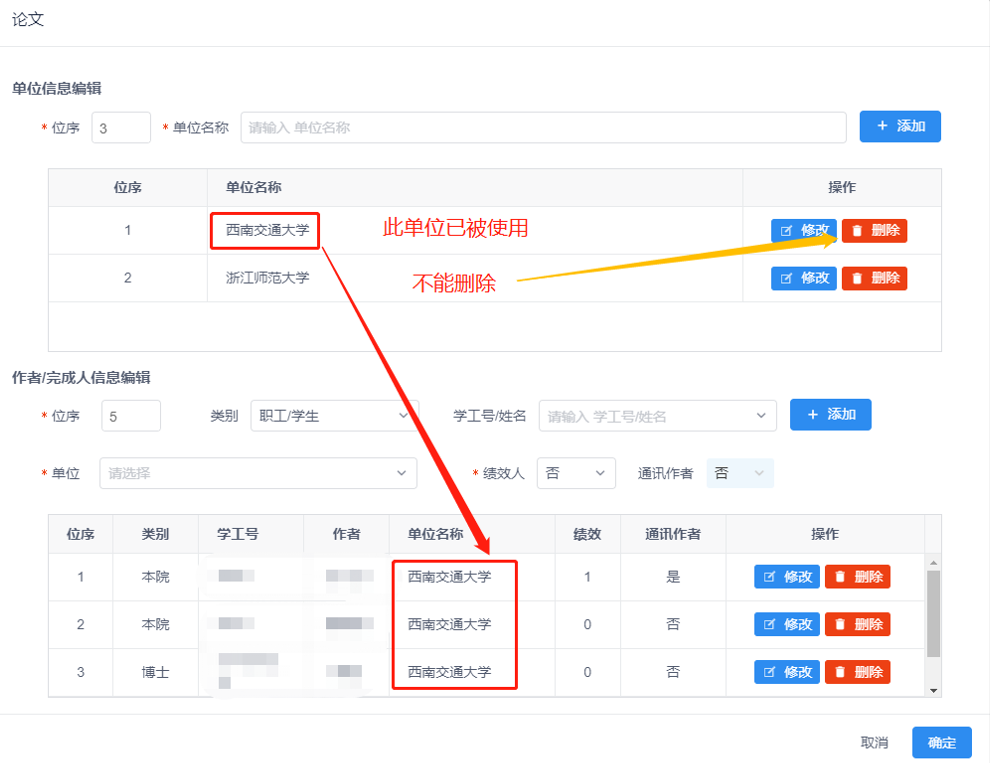 论文
单位信息编辑
* 位序 3 * 单位名称 请输入 单位名称 + 添加
位序 单位名称 操作
1 西南交通大学 此单位已被使用 修改 删除
2 浙江师范大学 不能删除 修改 删除
作者/完成人信息编辑
* 位序 5 类别 职工/学生 学工号/姓名 请输入 学工号/姓名 + 添加
* 单位 请选择 * 绩效人 否 通讯作者 否
位序 类别 学工号 作者 单位名称 绩效 通讯作者 操作
1 本院 西南交通大学 1 是 修改 删除
2 本院 西南交通大学 0 否 修改 删除
3 博士 西南交通大学 0 否 修改 删除
取消 确定